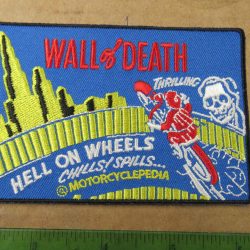 WALL of DEATH
THRILLING
HELL ON WHEELS
CHILLS! SPILLS...
MOTORCYCLEPEDIA